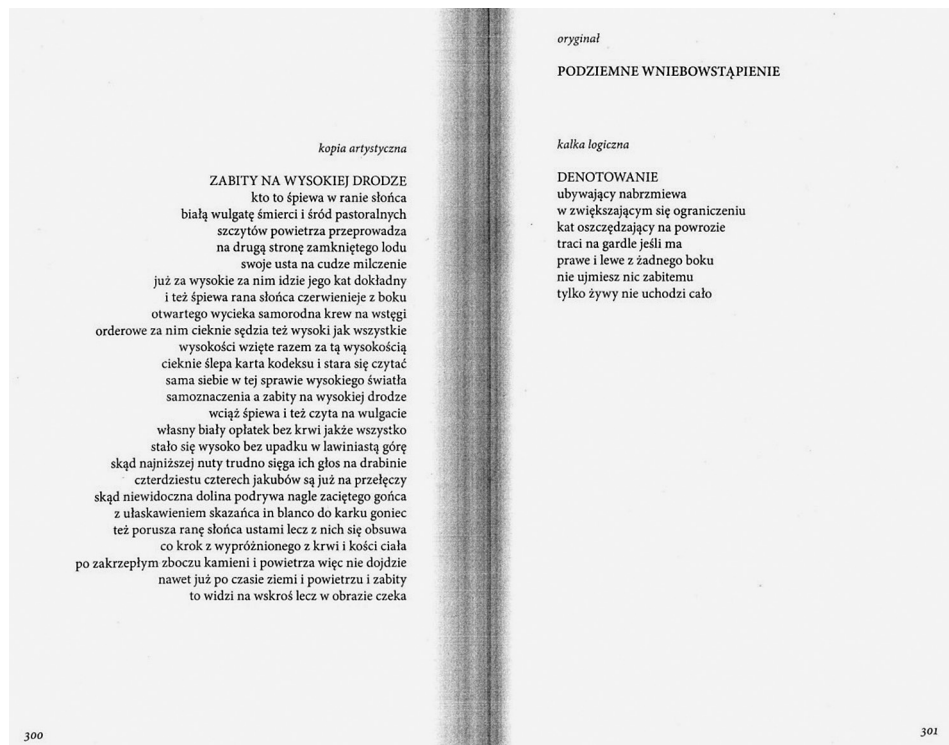 kopia artystyczna
ZABITY NA WYSOKIEJ DRODZE
kto to śpiewa w ranie słońca
białą wulgatę śmierci i śród pastoralnych
szczytów powietrza przeprowadza
na drugą stronę zamkniętego lodu
swoje usta na cudze milczenie
już za wysokie za nim idzie jego kat dokładny
i też śpiewa rana słońca czerwienieje z boku
otwartego wycieka samorodna krew na wstęgi
orderowe za nim cieknie sędzia też wysoki jak wszystkie
wysokości wzięte razem za tą wysokością
cieknie ślepa karta kodeksu i stara się czytać
sama siebie w tej sprawie wysokiego światła
samoznaczenia a zabity na wysokiej drodze
wciąż śpiewa i też czyta na wulgacie
własny biały opłatek bez krwi jakże wszystko
stało się wysoko bez upadku w lawiniastą górę
skąd najniższej nuty trudno sięga ich głos na drabinie
czterdziestu czterech jakubów są już na przełęczy
skąd niewidoczna dolina podrywa nagle zaciętego gońca
z ułaskawieniem skazańca in blanco do karku goniec
też porusza ranę słońca ustami lecz z nich się obsuwa
co krok z wypróżnionego z krwi i kości ciała
po zakrzepłym zboczu kamieni i powietrza więc nie dojdzie
nawet już po czasie ziemi i powietrzu i zabity
to widzi na wskroś lecz w obrazie czeka
300
oryginał
PODZIEMNE WNIEBOWSTĄPIENIE
kalka logiczna
DENOTOWANIE
ubywający nabrzmiewa
w zwiększającym się ograniczeniu
kat oszczędzający na powrozie
traci na gardle jeśli ma
prawe i lewe z żadnego boku
nie ujmiesz nic zabitemu
tylko żywy nie uchodzi cało
301